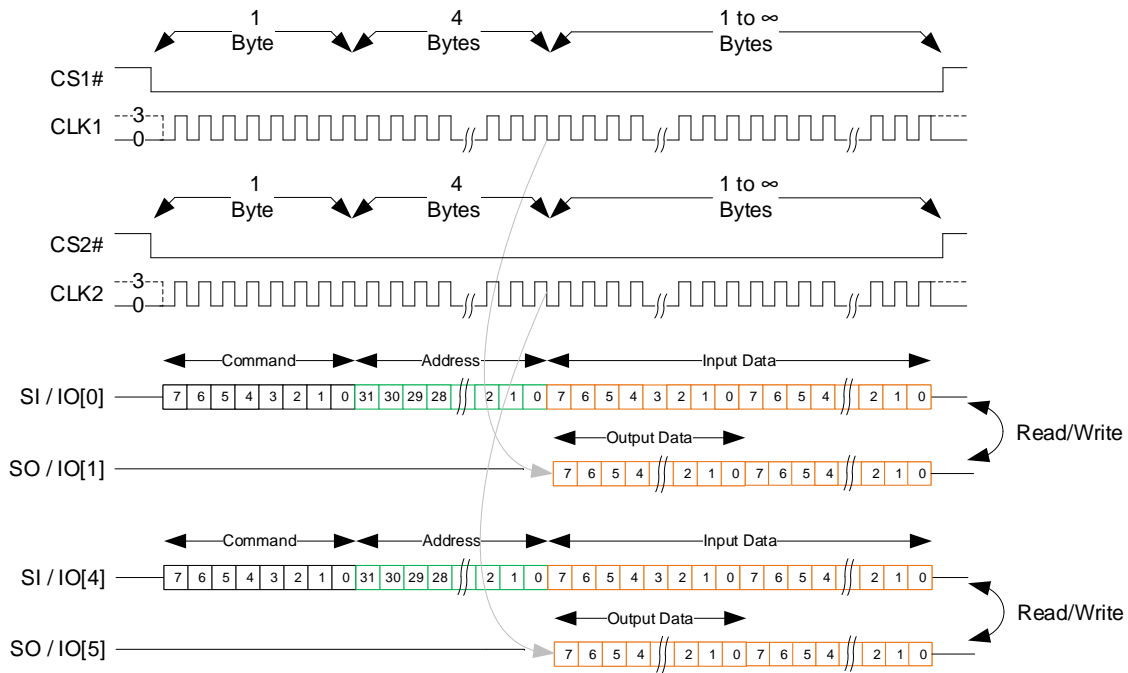 1 4 1 to ∞
Byte Bytes Bytes
CS1#
3
CLK1
0
1 4 1 to ∞
Byte Bytes Bytes
CS2#
3
CLK2
0
Command Address Input Data
SI / IO[0] 7 6 5 4 3 2 1 0 31 30 29 28 2 1 0 7 6 5 4 3 2 1 0 7 6 5 4 2 1 0
Read/Write
Output Data
SO / IO[1] 7 6 5 4 2 1 0 7 6 5 4 2 1 0
Command Address Input Data
SI / IO[4] 7 6 5 4 3 2 1 0 31 30 29 28 2 1 0 7 6 5 4 3 2 1 0 7 6 5 4 2 1 0
Read/Write
Output Data
SO / IO[5] 7 6 5 4 2 1 0 7 6 5 4 2 1 0